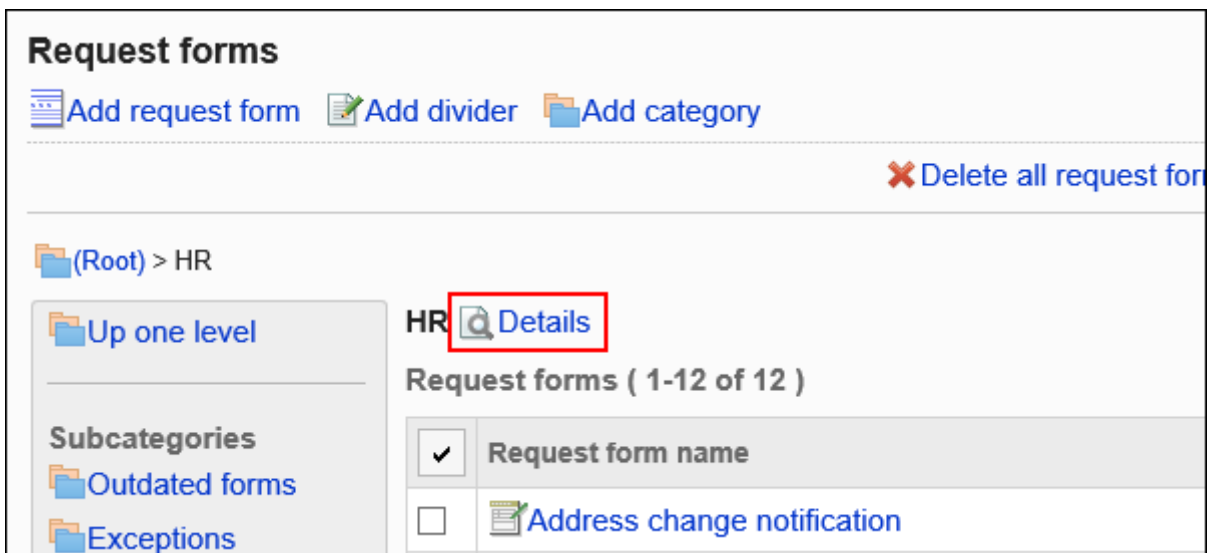 Request forms
Add request form Add divider Add category
Delete all request for
(Root) > HR
Up one level
Subcategories
Outdated forms
Exceptions
HR Details
Request forms ( 1-12 of 12 )
Request form name
Address change notification